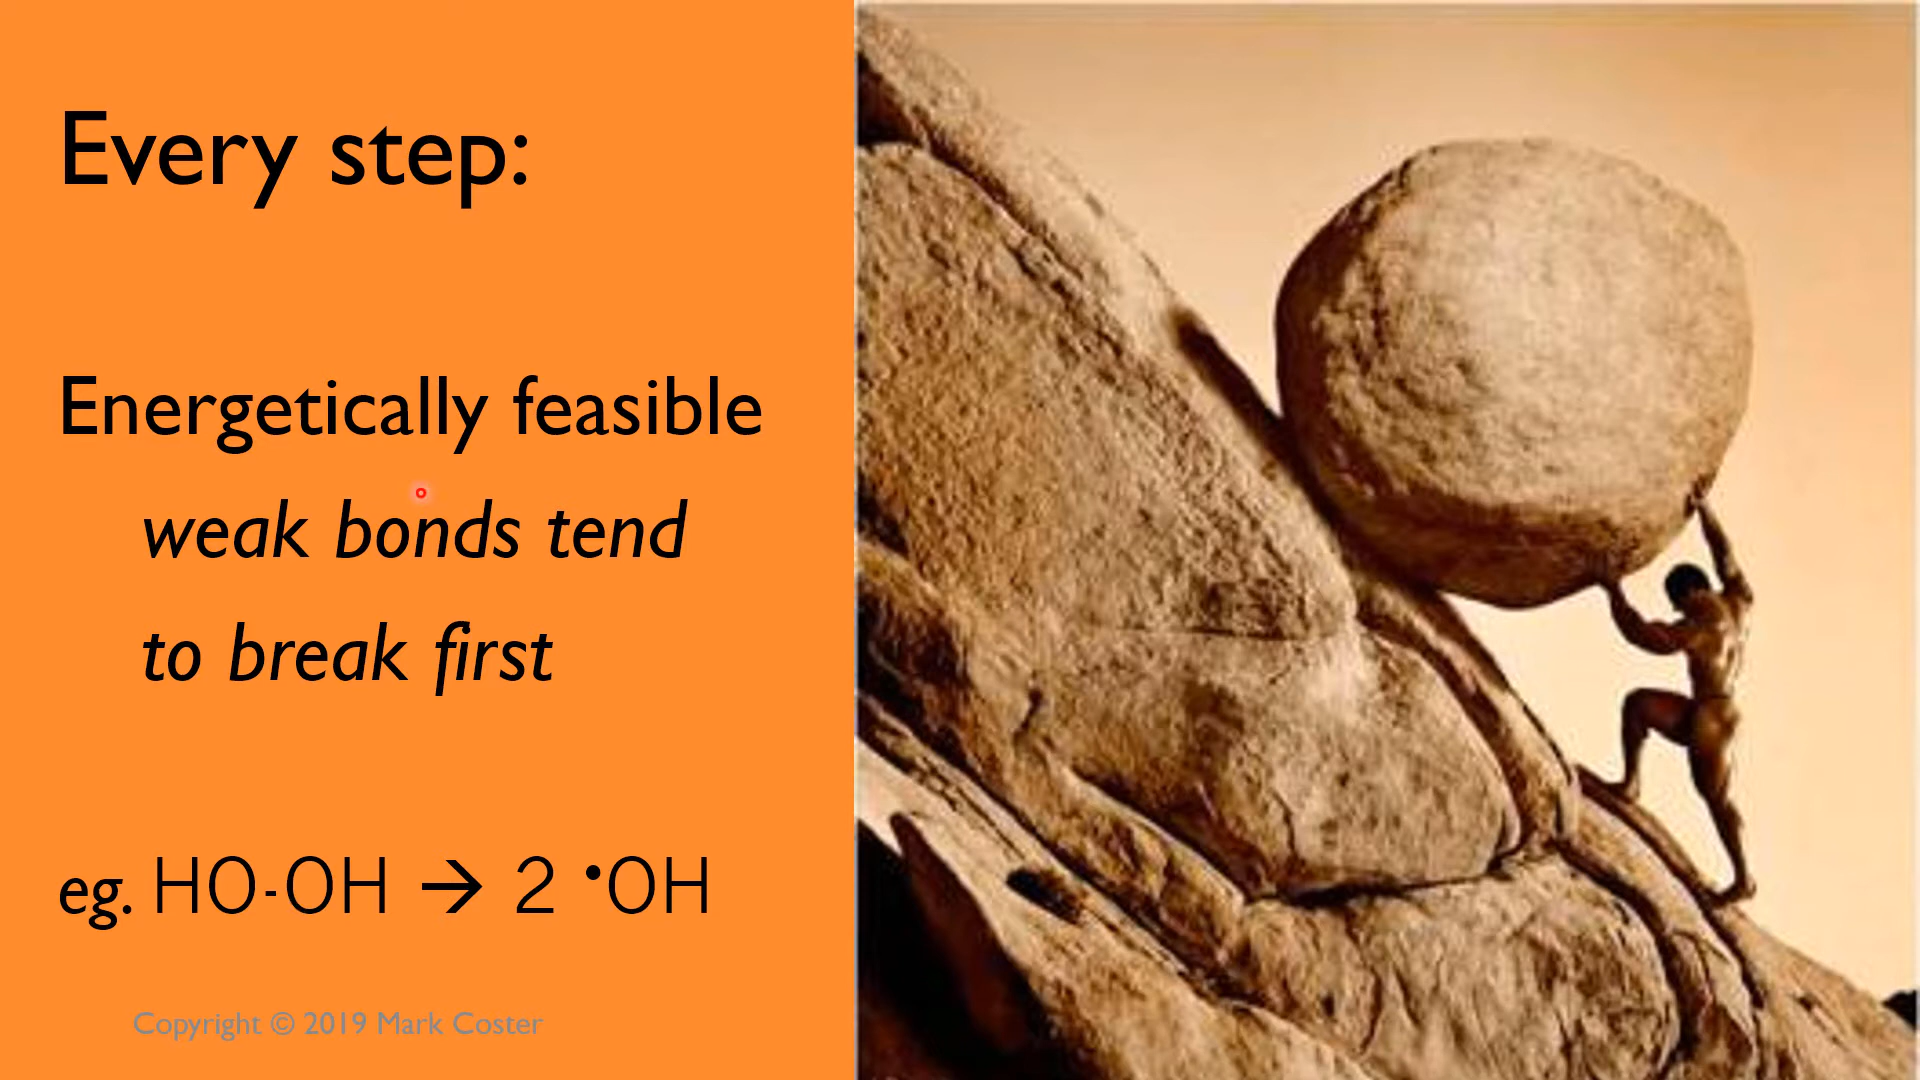 Every step:
Energetically feasible
weak bonds tend
to break first
eg. HO-OH → 2 •OH
Copyright © 2019 Mark Coster